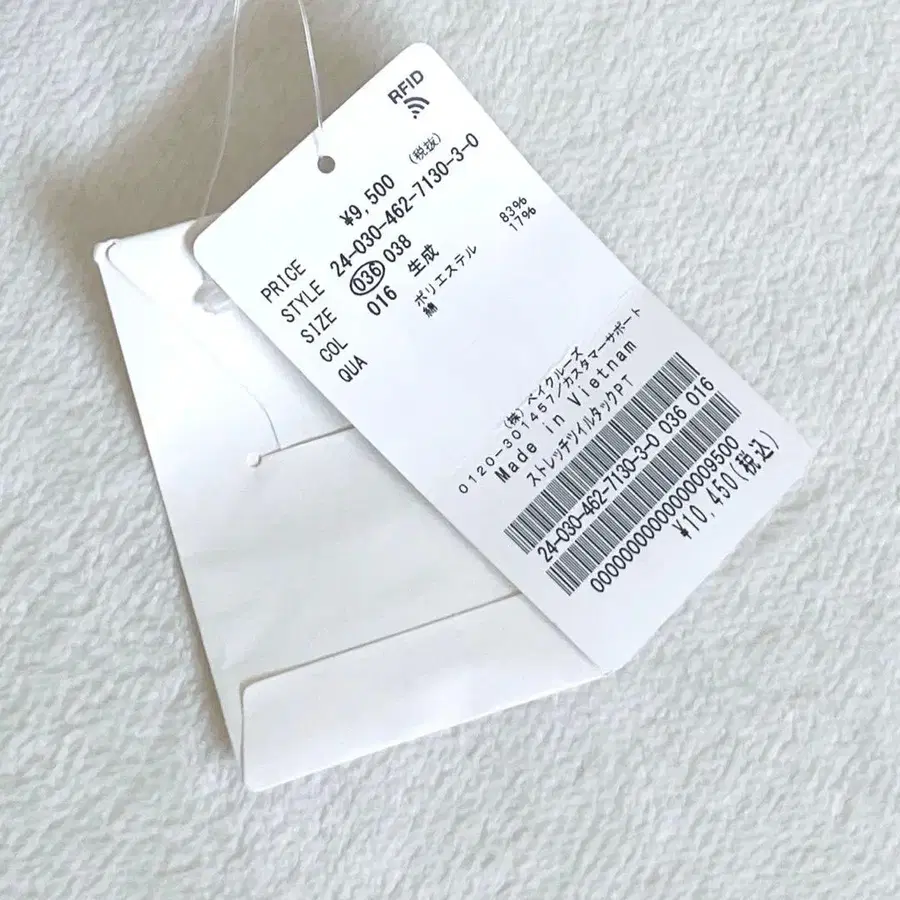 RFID
PRICE ¥9,500 (税抜)
STYLE 24-030-462-7130-3-0
SIZE 036 038
COL 016 生成
QUA ポリエステル 83%
綿 17%
(株) ベイクルーズ
0120-301457/カスタマーサポート
Made in Vietnam
ストレッチツイルタックPT
24-030-462-7130-3-0 036 016
0000000000000000009500
¥10,450(税込)